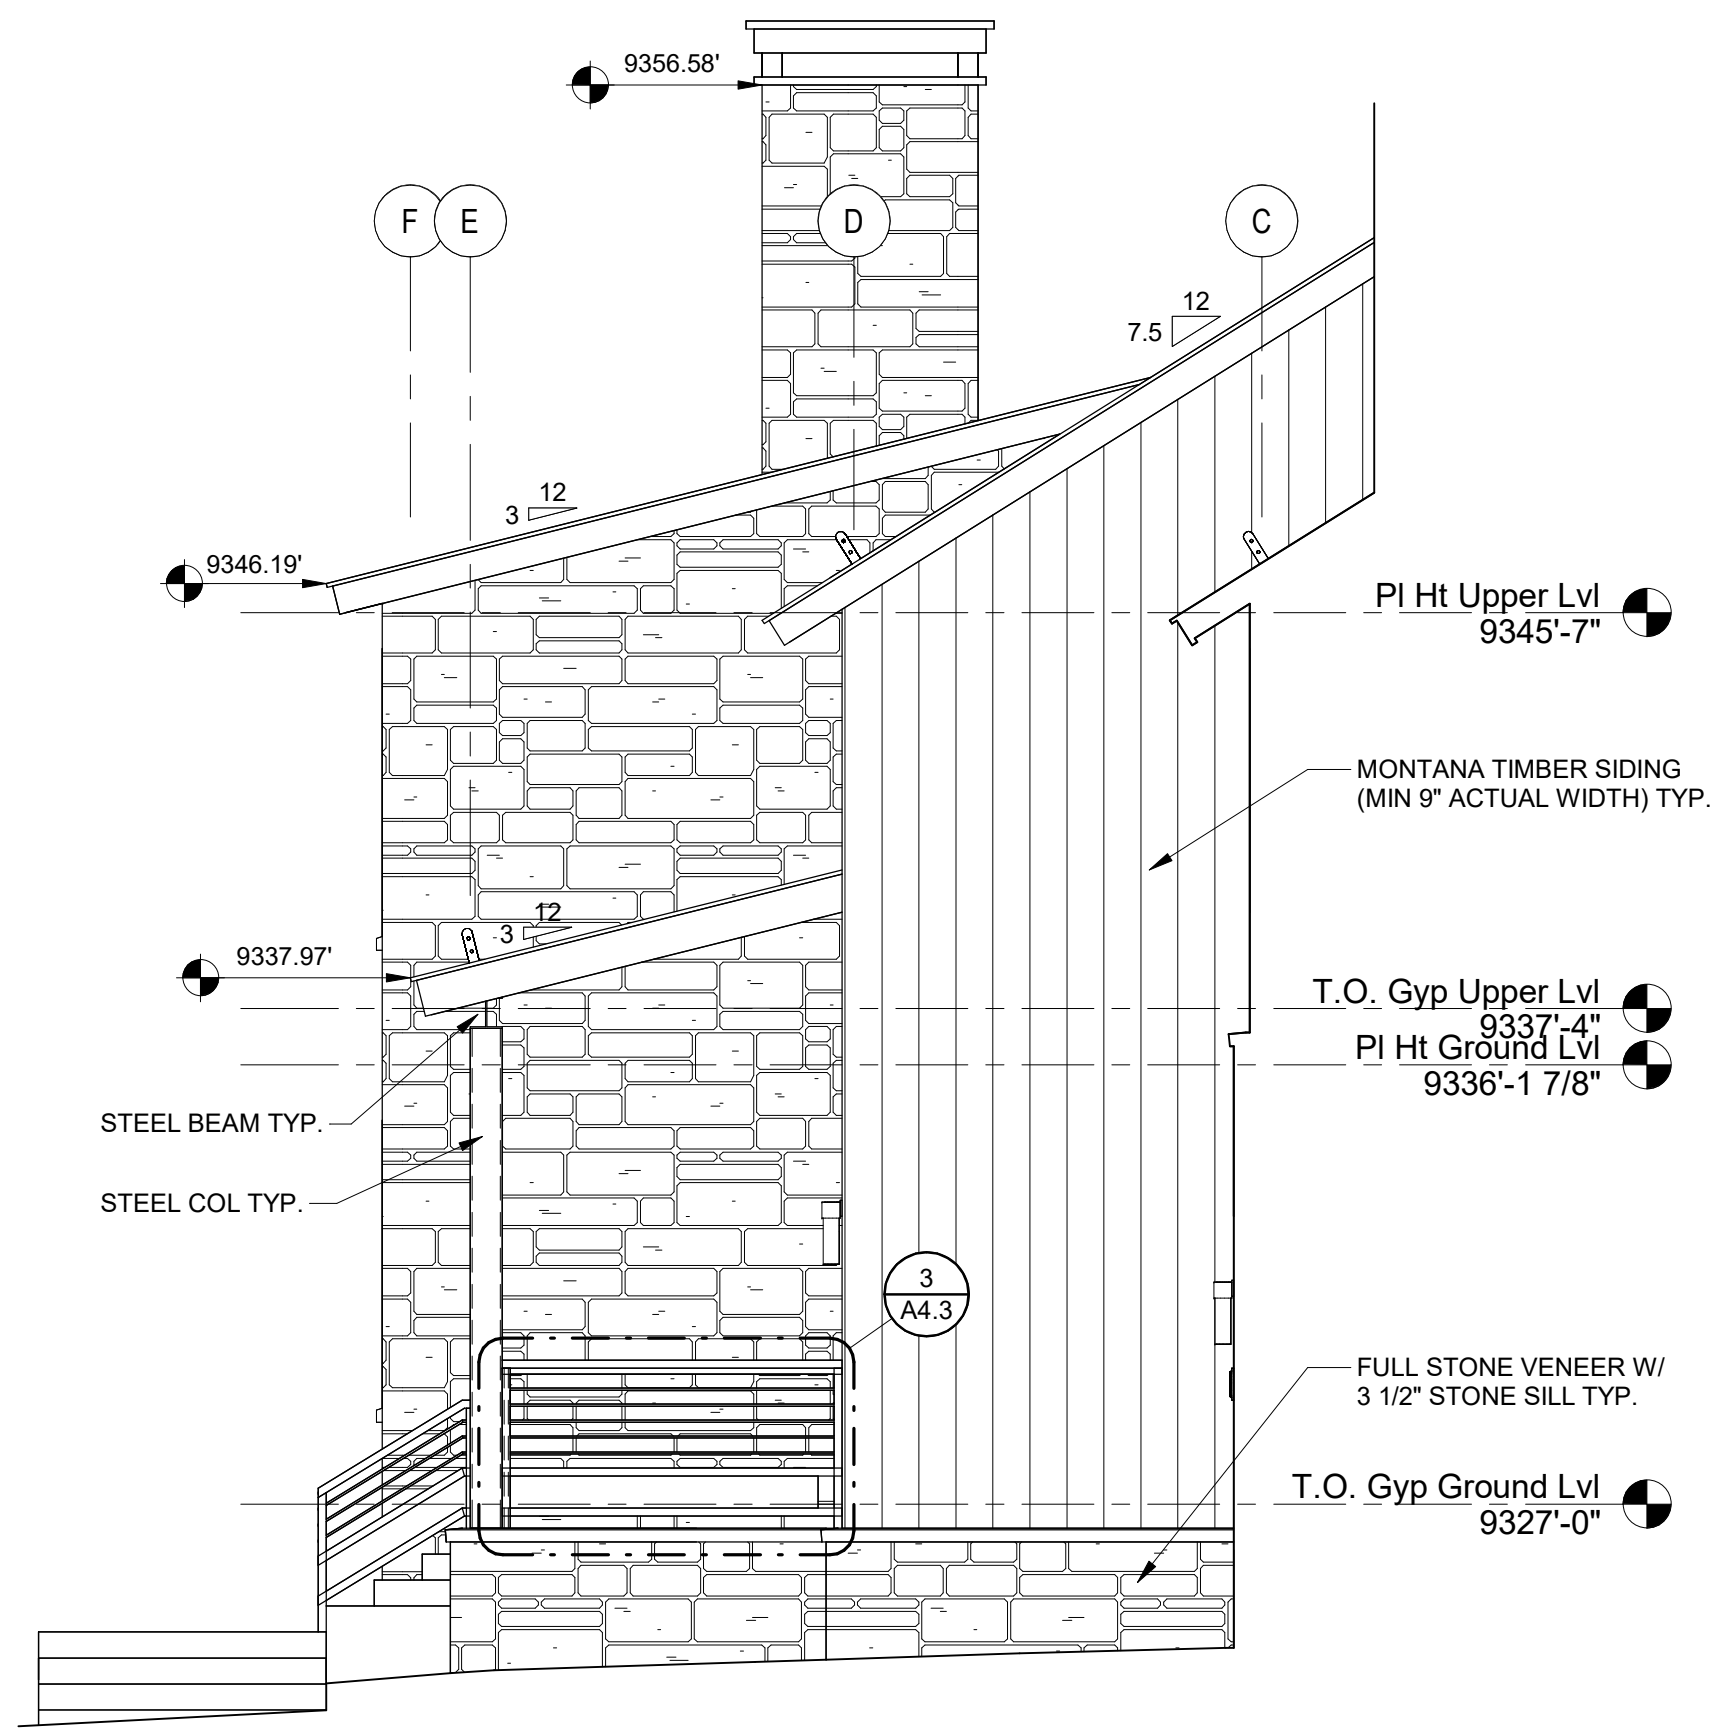 9356.58'
F
E
D
C
12
7.5
12
3
9346.19'
Pl Ht Upper Lvl
9345'-7"
MONTANA TIMBER SIDING
(MIN 9" ACTUAL WIDTH) TYP.
12
3
9337.97'
T.O. Gyp Upper Lvl
9337'-4"
Pl Ht Ground Lvl
9336'-1 7/8"
STEEL BEAM TYP.
STEEL COL TYP.
3
A4.3
FULL STONE VENEER W/
3 1/2" STONE SILL TYP.
T.O. Gyp Ground Lvl
9327'-0"